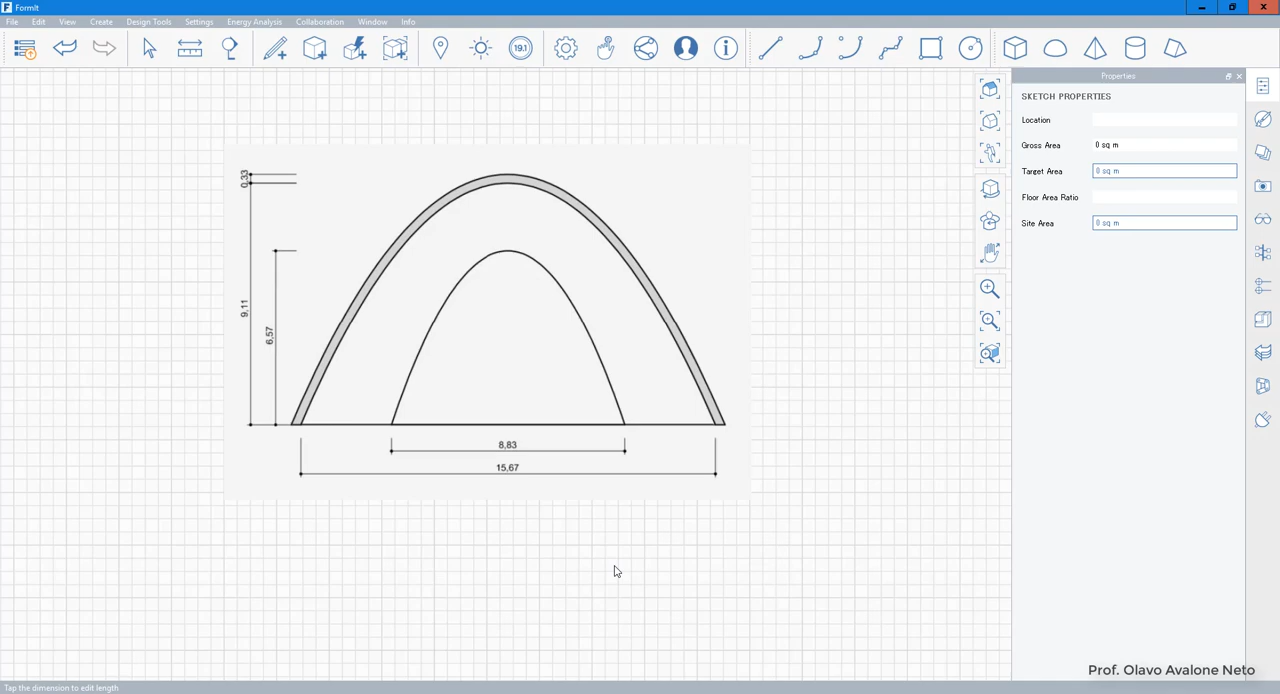 FormIt
File Edit View Create Design Tools Settings Energy Analysis Collaboration Window Info
19.1
Properties
SKETCH PROPERTIES
Location
Gross Area 0 sq m
Target Area 0 sq m
Floor Area Ratio
Site Area 0 sq m
0,33
9,11
6,57
8,83
15,67
Prof. Olavo Avalone Neto
Tap the dimension to edit length